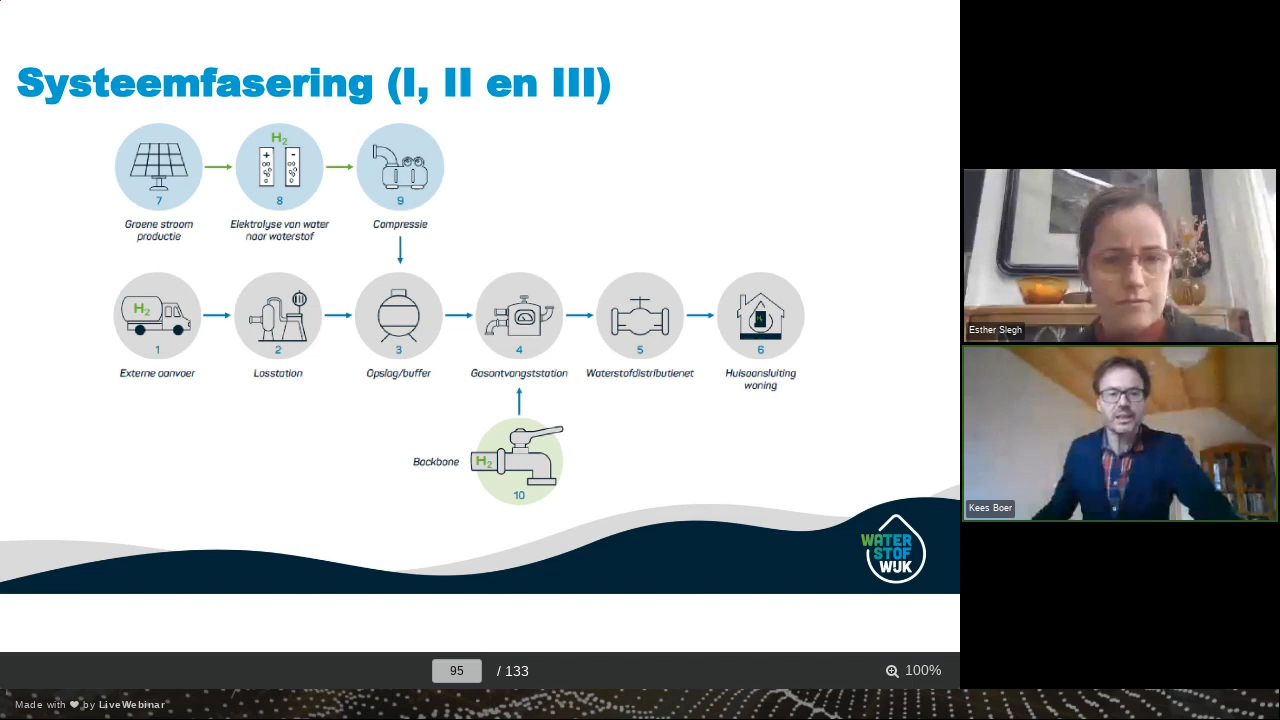 Systeemfasering (I, II en III)
H2
+ -
7
8
9
Groene stroom
productie
Elektrolyse van water
naar waterstof
Compressie
H2
H2
1
2
3
4
5
6
Externe aanvoer
Losstation
Opslag/buffer
Gasontvangststation
Waterstofdistributienet
Huisaansluiting
woning
Backbone
H2
10
WATER
STOF
WIJK
Esther Slegh
Kees Boer
95 / 133
100%
Made with ❤ by LiveWebinar